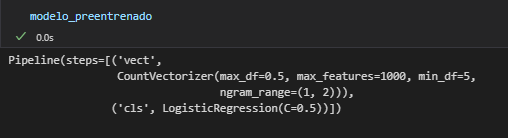 modelo_preentrenado
✓ 0.0s
Pipeline(steps=[('vect',
CountVectorizer(max_df=0.5, max_features=1000, min_df=5,
ngram_range=(1, 2))),
('cls', LogisticRegression(C=0.5))])